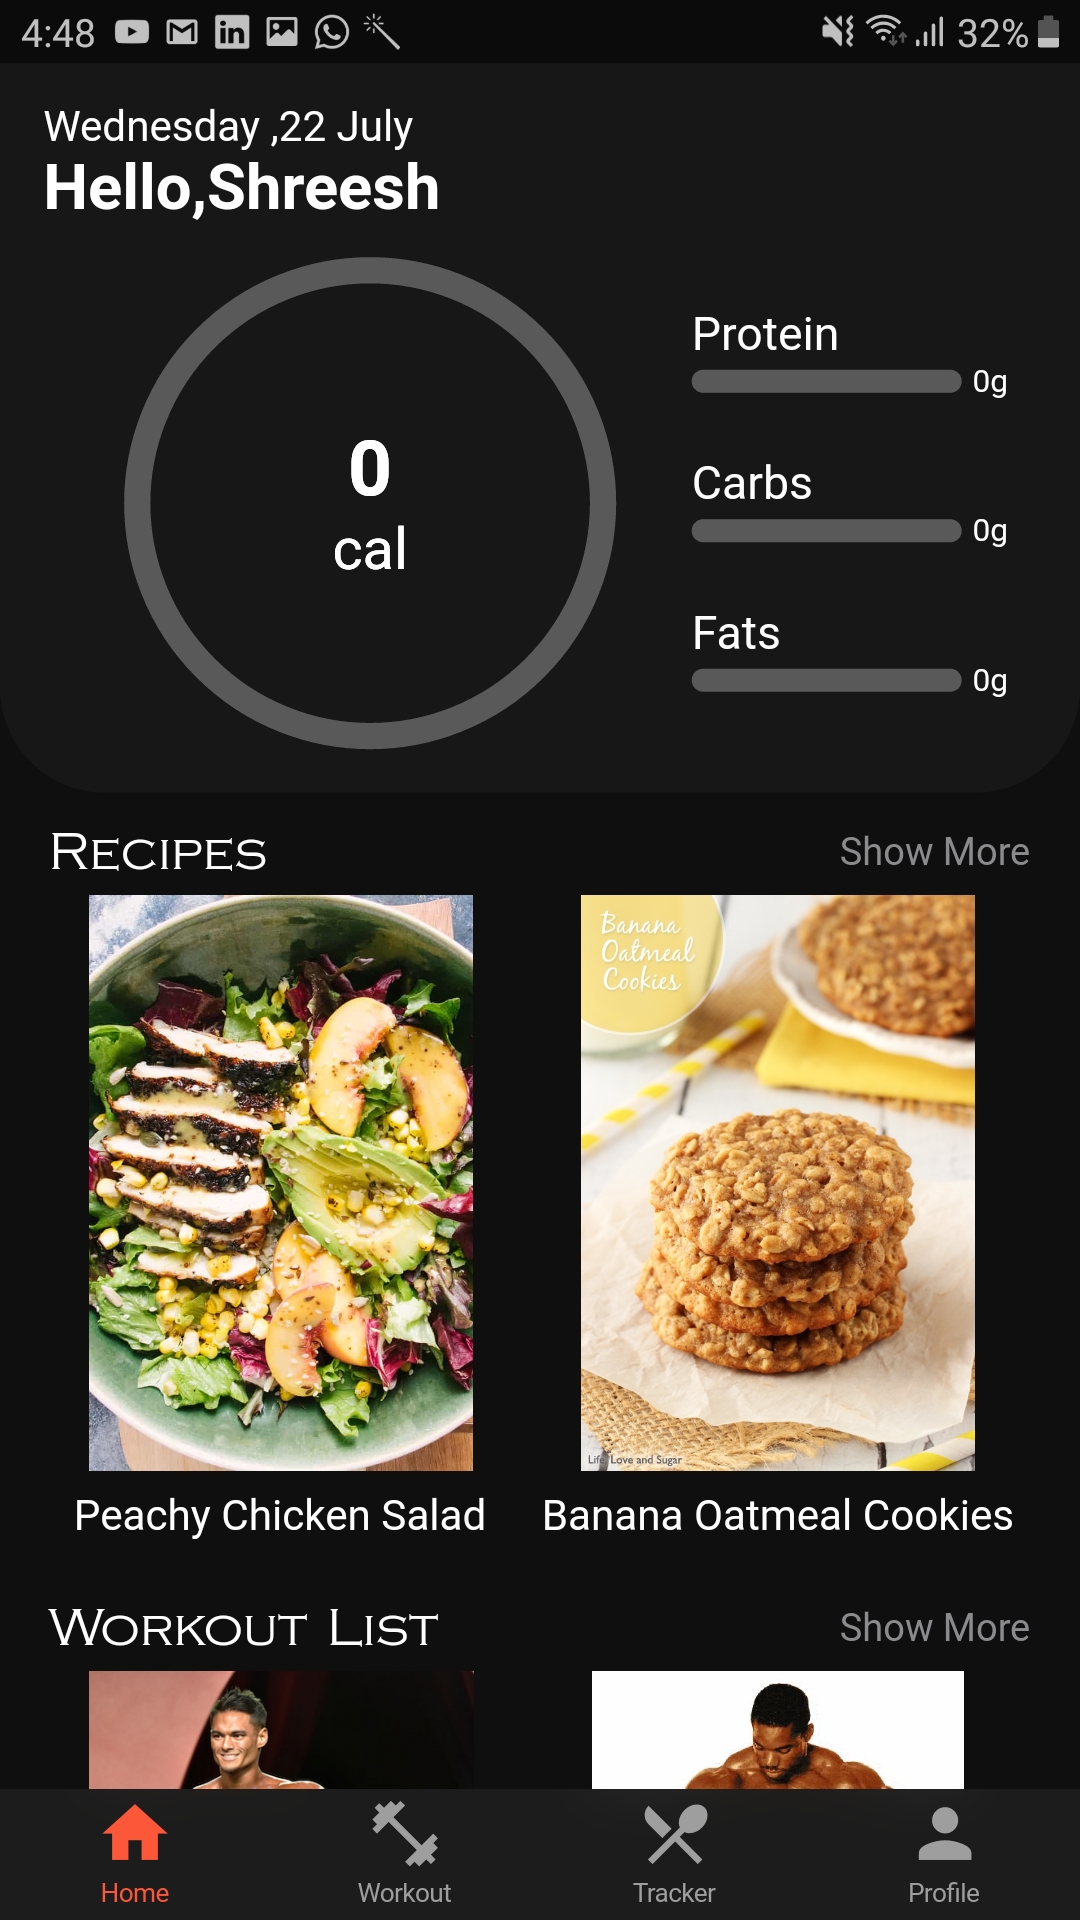 4:48 32%
Wednesday ,22 July
Hello,Shreesh
0
cal
Protein
0g
Carbs
0g
Fats
0g
Recipes Show More
Banana
Oatmeal
Cookies
Life, Love and Sugar
Peachy Chicken Salad Banana Oatmeal Cookies
Workout List Show More
Home Workout Tracker Profile